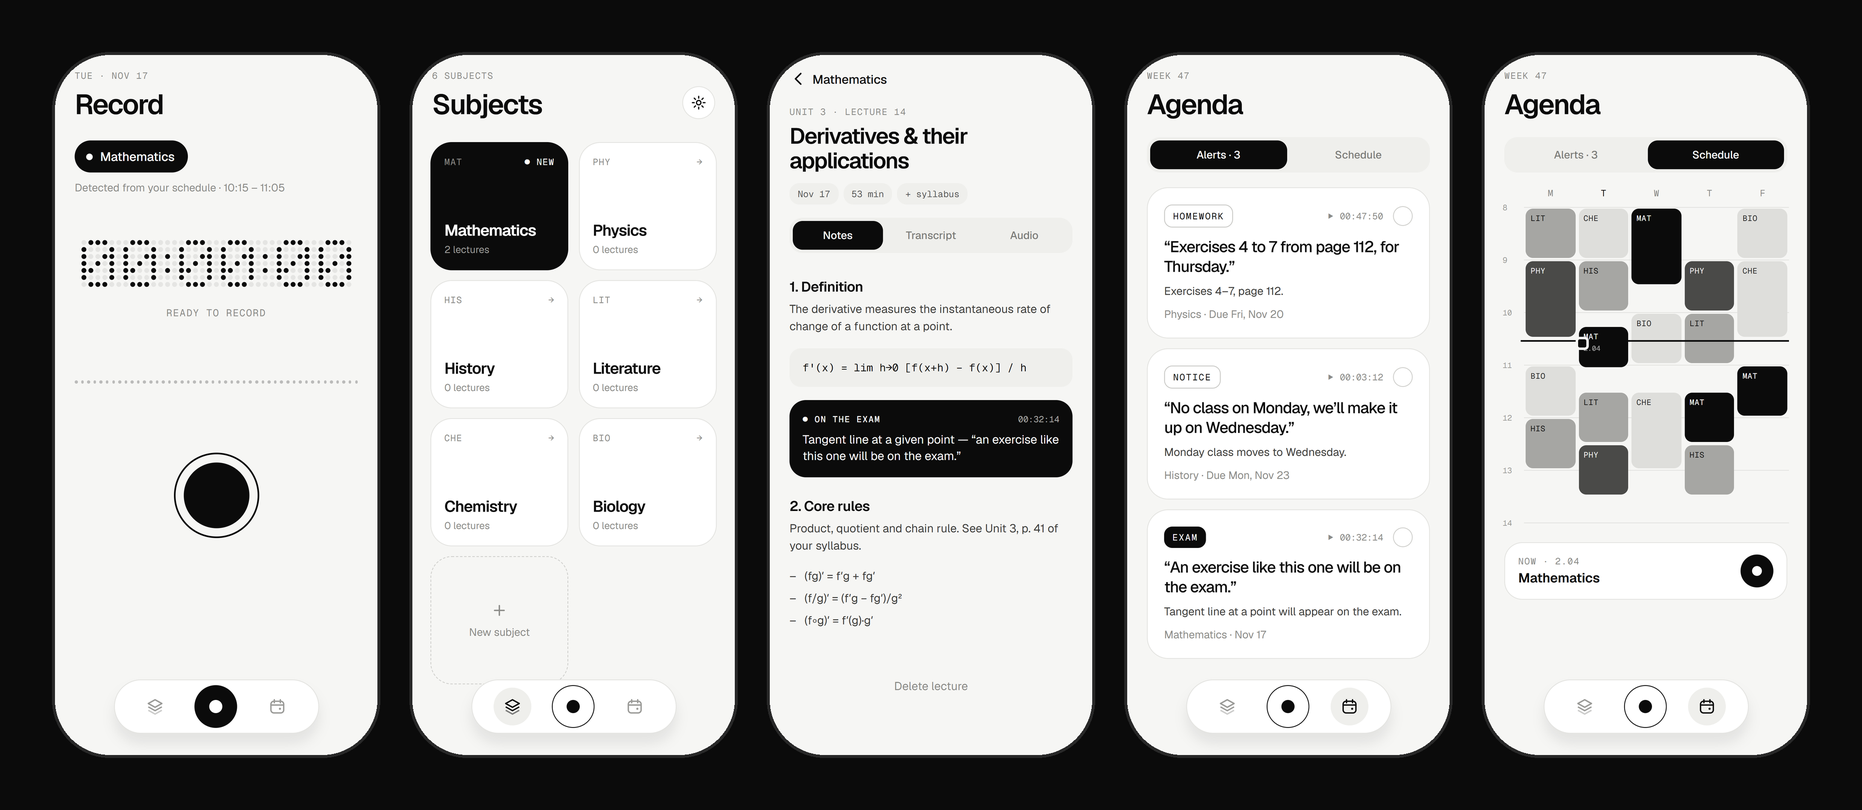 TUE · NOV 17
Record
Mathematics
Detected from your schedule · 10:15 – 11:05
00:00:00
READY TO RECORD
6 SUBJECTS
Subjects
MAT
NEW
Mathematics
2 lectures
PHY
Physics
0 lectures
HIS
History
0 lectures
LIT
Literature
0 lectures
CHE
Chemistry
0 lectures
BIO
Biology
0 lectures
+
New subject
Mathematics
UNIT 3 · LECTURE 14
Derivatives & their
applications
Nov 17
53 min
+ syllabus
Notes
Transcript
Audio
1. Definition
The derivative measures the instantaneous rate of
change of a function at a point.
f'(x) = lim h→0 [f(x+h) − f(x)] / h
ON THE EXAM
00:32:14
Tangent line at a given point — “an exercise like
this one will be on the exam.”
2. Core rules
Product, quotient and chain rule. See Unit 3, p. 41 of
your syllabus.
– (fg)′ = f′g + fg′
– (f/g)′ = (f′g − fg′)/g²
– (f∘g)′ = f′(g)·g′
Delete lecture
WEEK 47
Agenda
Alerts · 3
Schedule
HOMEWORK
00:47:50
“Exercises 4 to 7 from page 112, for
Thursday.”
Exercises 4–7, page 112.
Physics · Due Fri, Nov 20
NOTICE
00:03:12
“No class on Monday, we’ll make it
up on Wednesday.”
Monday class moves to Wednesday.
History · Due Mon, Nov 23
EXAM
00:32:14
“An exercise like this one will be on
the exam.”
Tangent line at a point will appear on the exam.
Mathematics · Nov 17
WEEK 47
Agenda
Alerts · 3
Schedule
M T W T F
8
LIT CHE MAT BIO
9
PHY HIS PHY CHE
10
BIO LIT
MAT
11
BIO MAT
LIT CHE MAT
12
HIS
PHY HIS
13
14
NOW · 2.04
Mathematics